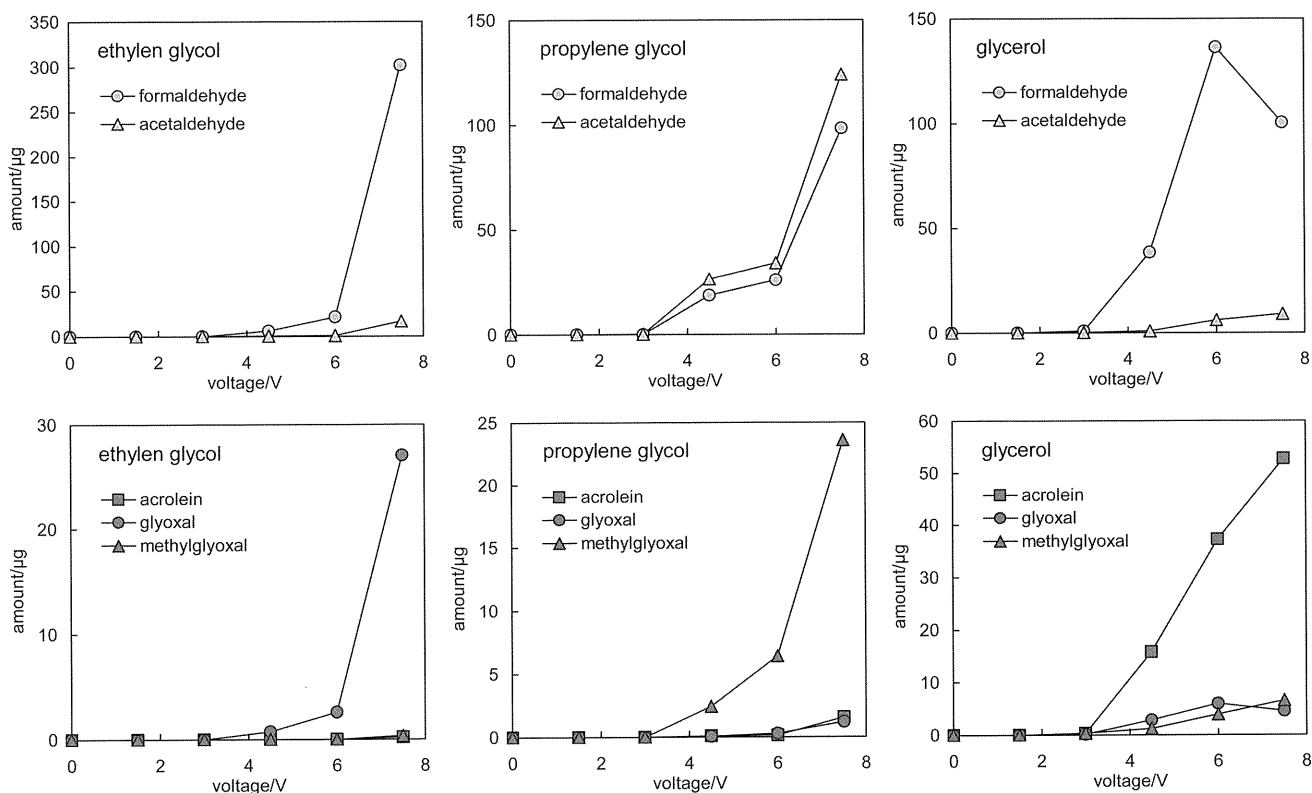 ethylen glycol
formaldehyde
acetaldehyde
350
300
250
200
150
100
50
0
amount/µg
0
2
4
6
8
voltage/V
propylene glycol
formaldehyde
acetaldehyde
150
100
50
0
amount/µg
0
2
4
6
8
voltage/V
glycerol
formaldehyde
acetaldehyde
150
100
50
0
amount/µg
0
2
4
6
8
voltage/V
ethylen glycol
acrolein
glyoxal
methylglyoxal
30
20
10
0
amount/µg
0
2
4
6
8
voltage/V
propylene glycol
acrolein
glyoxal
methylglyoxal
25
20
15
10
5
0
amount/µg
0
2
4
6
8
voltage/V
glycerol
acrolein
glyoxal
methylglyoxal
60
50
40
30
20
10
0
amount/µg
0
2
4
6
8
voltage/V